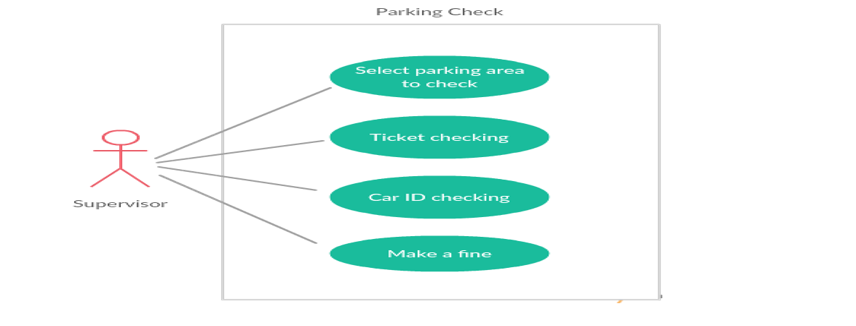 Parking Check
Select parking area
to check
Ticket checking
Supervisor
Car ID checking
Make a fine